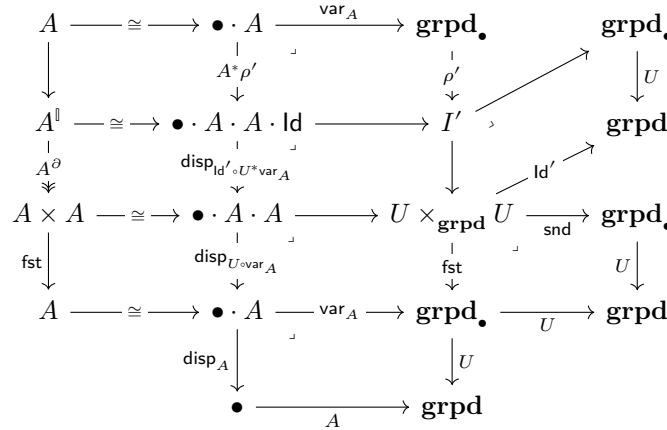 A ≅ • · A var_A grpd_• grpd_•
A^*ρ′ ρ′ U
A^𝕀 ≅ • · A · A · Id I′ grpd
A^∂ disp_{Id′∘U^*var_A} Id′
A × A ≅ • · A · A U ×_grpd U snd grpd_•
fst disp_{U∘var_A} fst U
A ≅ • · A var_A grpd_• U grpd
disp_A U
• A grpd